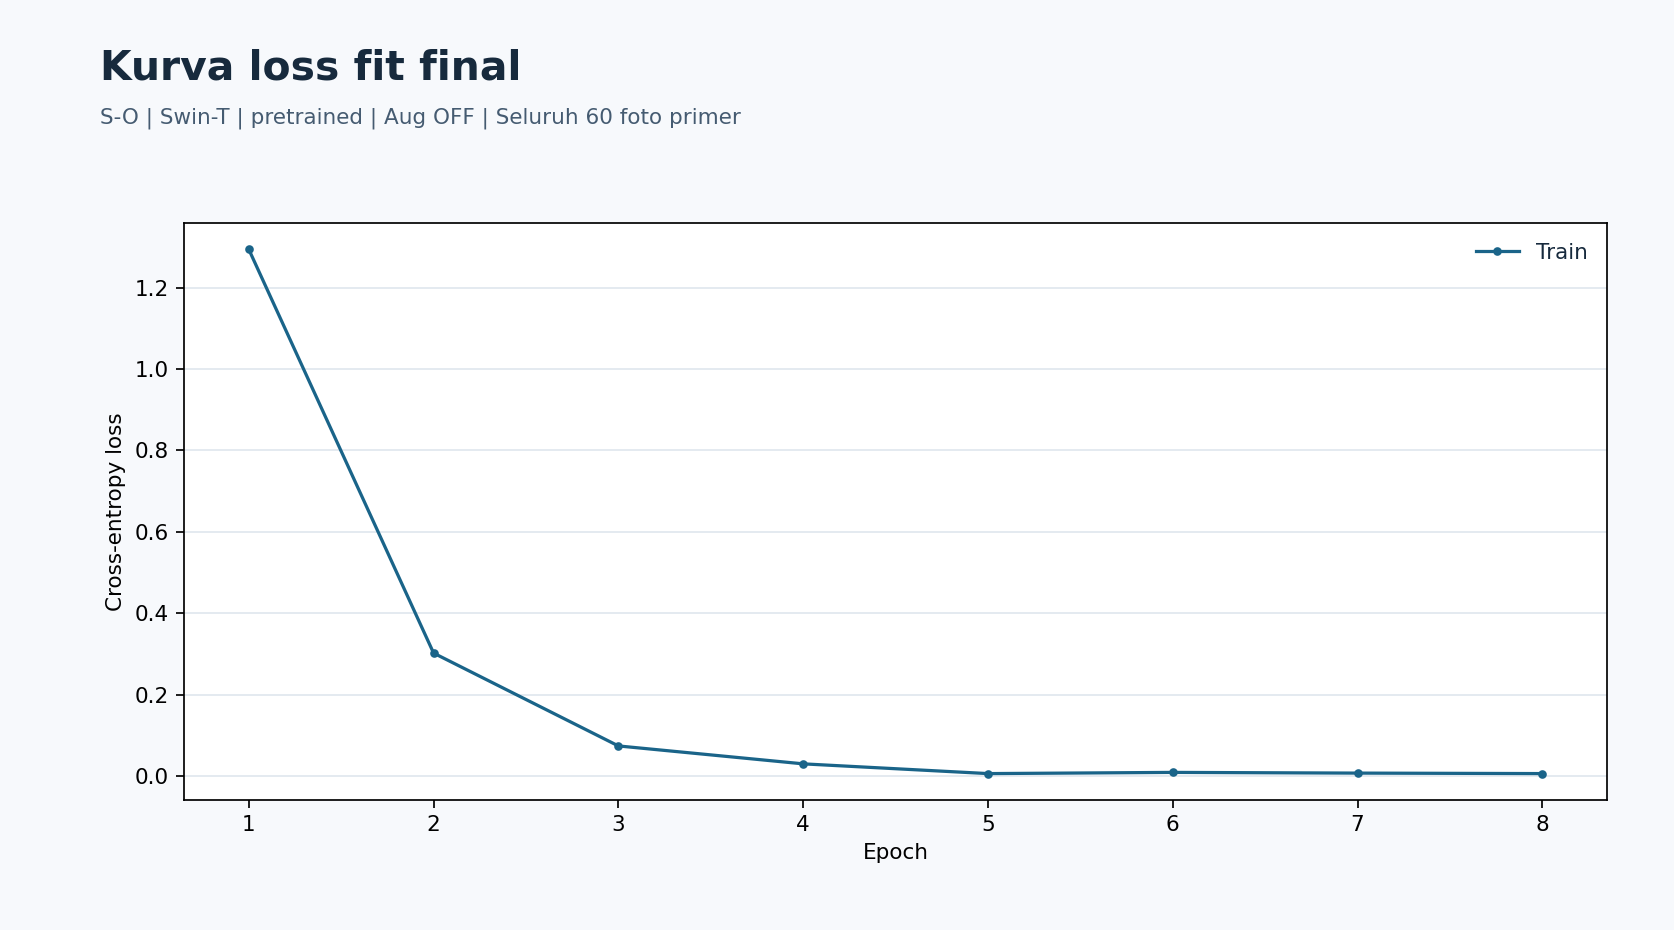 Kurva loss fit final
S-O | Swin-T | pretrained | Aug OFF | Seluruh 60 foto primer
Train
1.2
1.0
0.8
0.6
0.4
0.2
0.0
Cross-entropy loss
1 2 3 4 5 6 7 8
Epoch